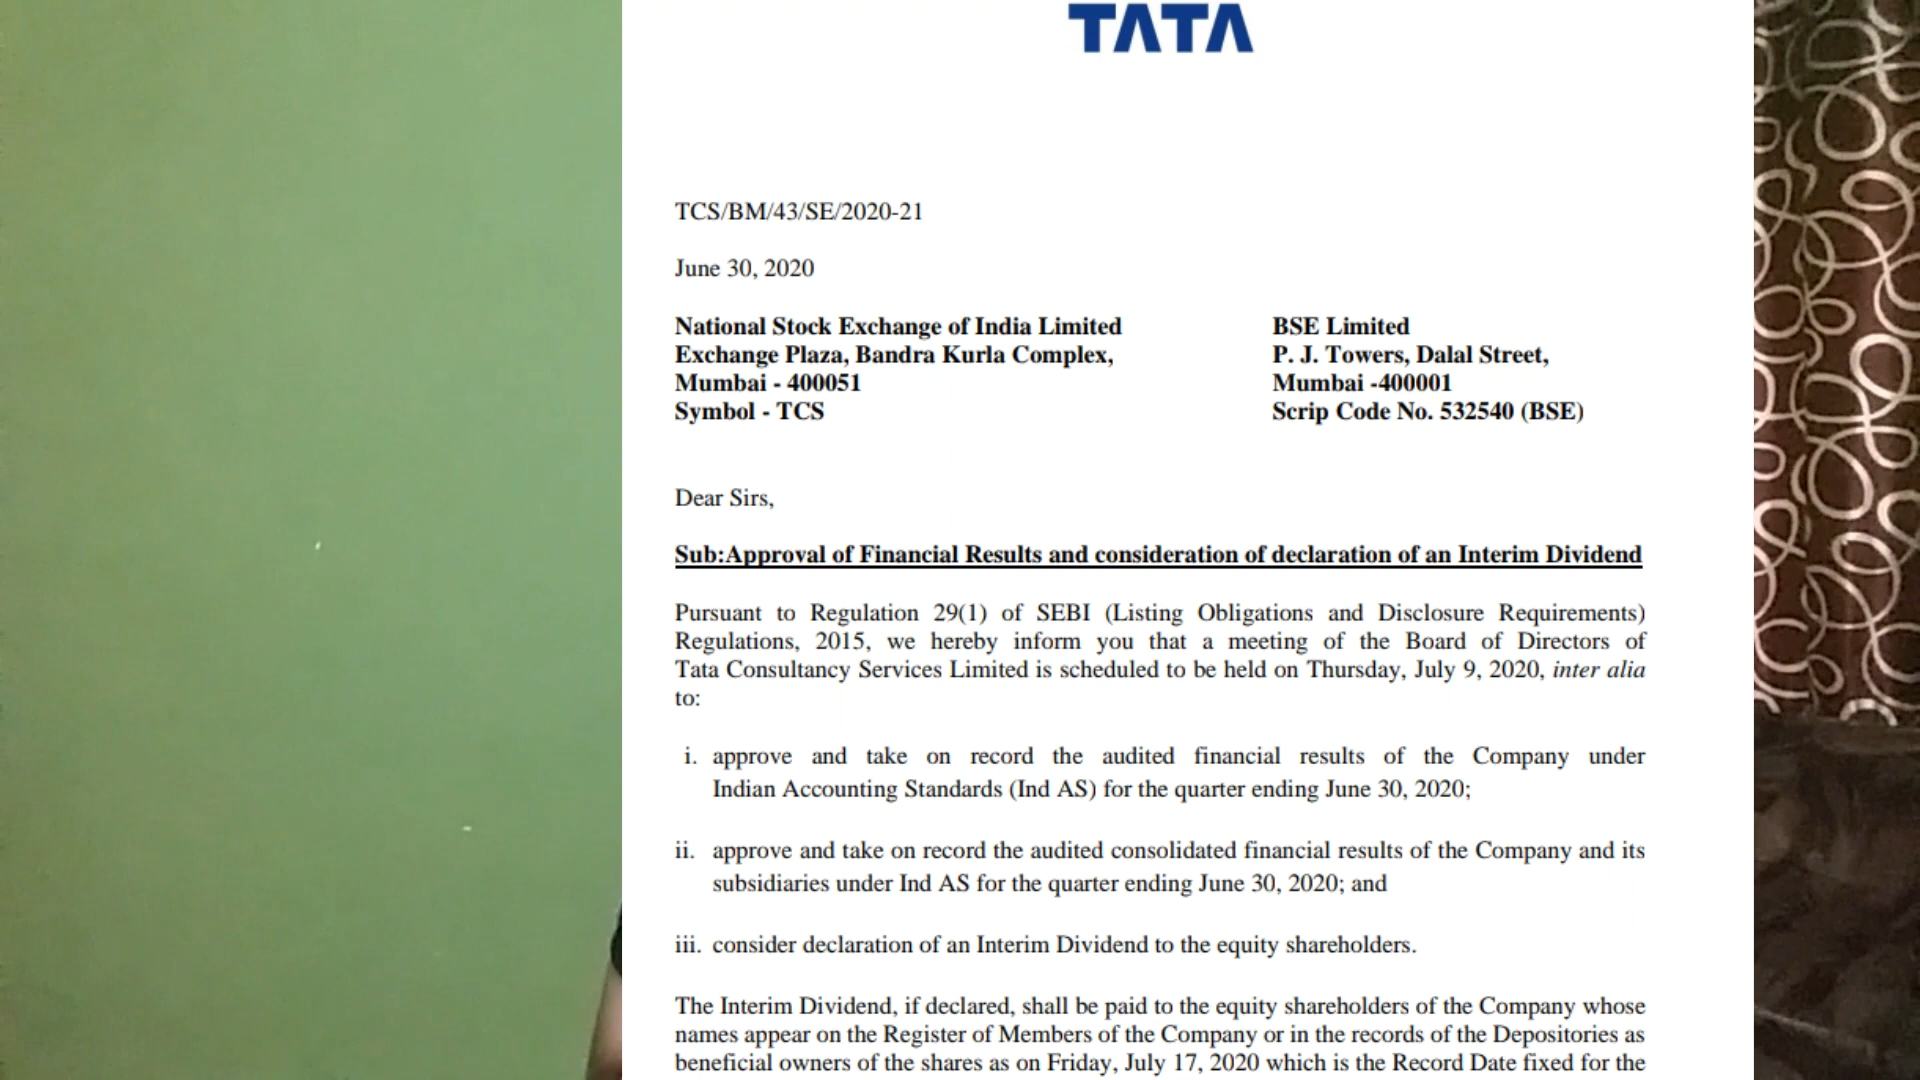 TATA
TCS/BM/43/SE/2020-21
June 30, 2020
National Stock Exchange of India Limited
Exchange Plaza, Bandra Kurla Complex,
Mumbai - 400051
Symbol - TCS
BSE Limited
P. J. Towers, Dalal Street,
Mumbai -400001
Scrip Code No. 532540 (BSE)
Dear Sirs,
Sub:Approval of Financial Results and consideration of declaration of an Interim Dividend
Pursuant to Regulation 29(1) of SEBI (Listing Obligations and Disclosure Requirements)
Regulations, 2015, we hereby inform you that a meeting of the Board of Directors of
Tata Consultancy Services Limited is scheduled to be held on Thursday, July 9, 2020, inter alia
to:
i. approve and take on record the audited financial results of the Company under
Indian Accounting Standards (Ind AS) for the quarter ending June 30, 2020;
ii. approve and take on record the audited consolidated financial results of the Company and its
subsidiaries under Ind AS for the quarter ending June 30, 2020; and
iii. consider declaration of an Interim Dividend to the equity shareholders.
The Interim Dividend, if declared, shall be paid to the equity shareholders of the Company whose
names appear on the Register of Members of the Company or in the records of the Depositories as
beneficial owners of the shares as on Friday, July 17, 2020 which is the Record Date fixed for the